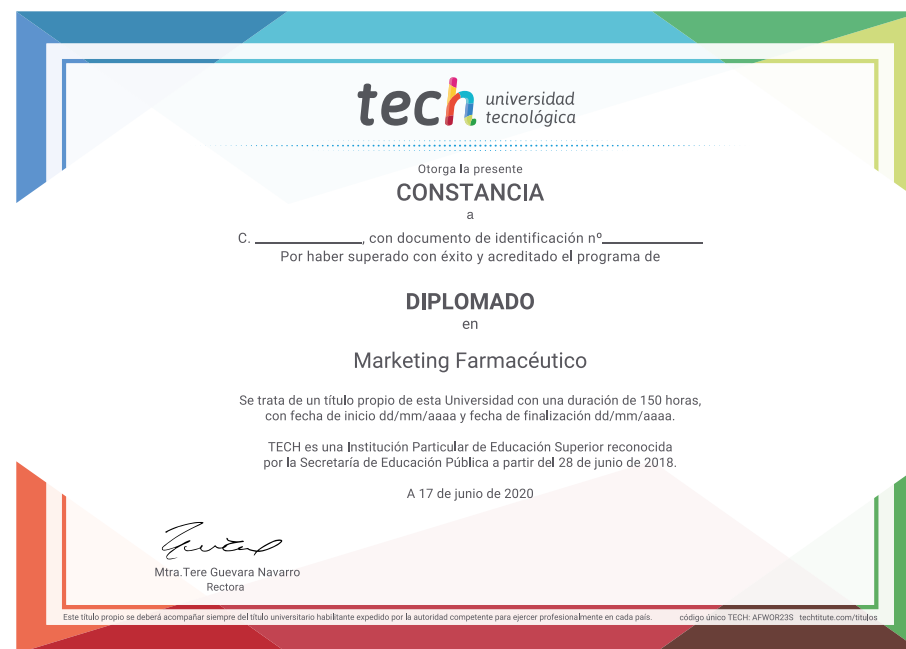 tech universidad
tecnológica
Otorga la presente
CONSTANCIA
a
C. ____________, con documento de identificación nº____________
Por haber superado con éxito y acreditado el programa de
DIPLOMADO
en
Marketing Farmacéutico
Se trata de un título propio de esta Universidad con una duración de 150 horas,
con fecha de inicio dd/mm/aaaa y fecha de finalización dd/mm/aaaa.
TECH es una Institución Particular de Educación Superior reconocida
por la Secretaría de Educación Pública a partir del 28 de junio de 2018.
A 17 de junio de 2020
Mtra.Tere Guevara Navarro
Rectora
Este título propio se deberá acompañar siempre del título universitario habilitante expedido por la autoridad competente para ejercer profesionalmente en cada país. código único TECH: AFWOR23S techtitute.com/titulos